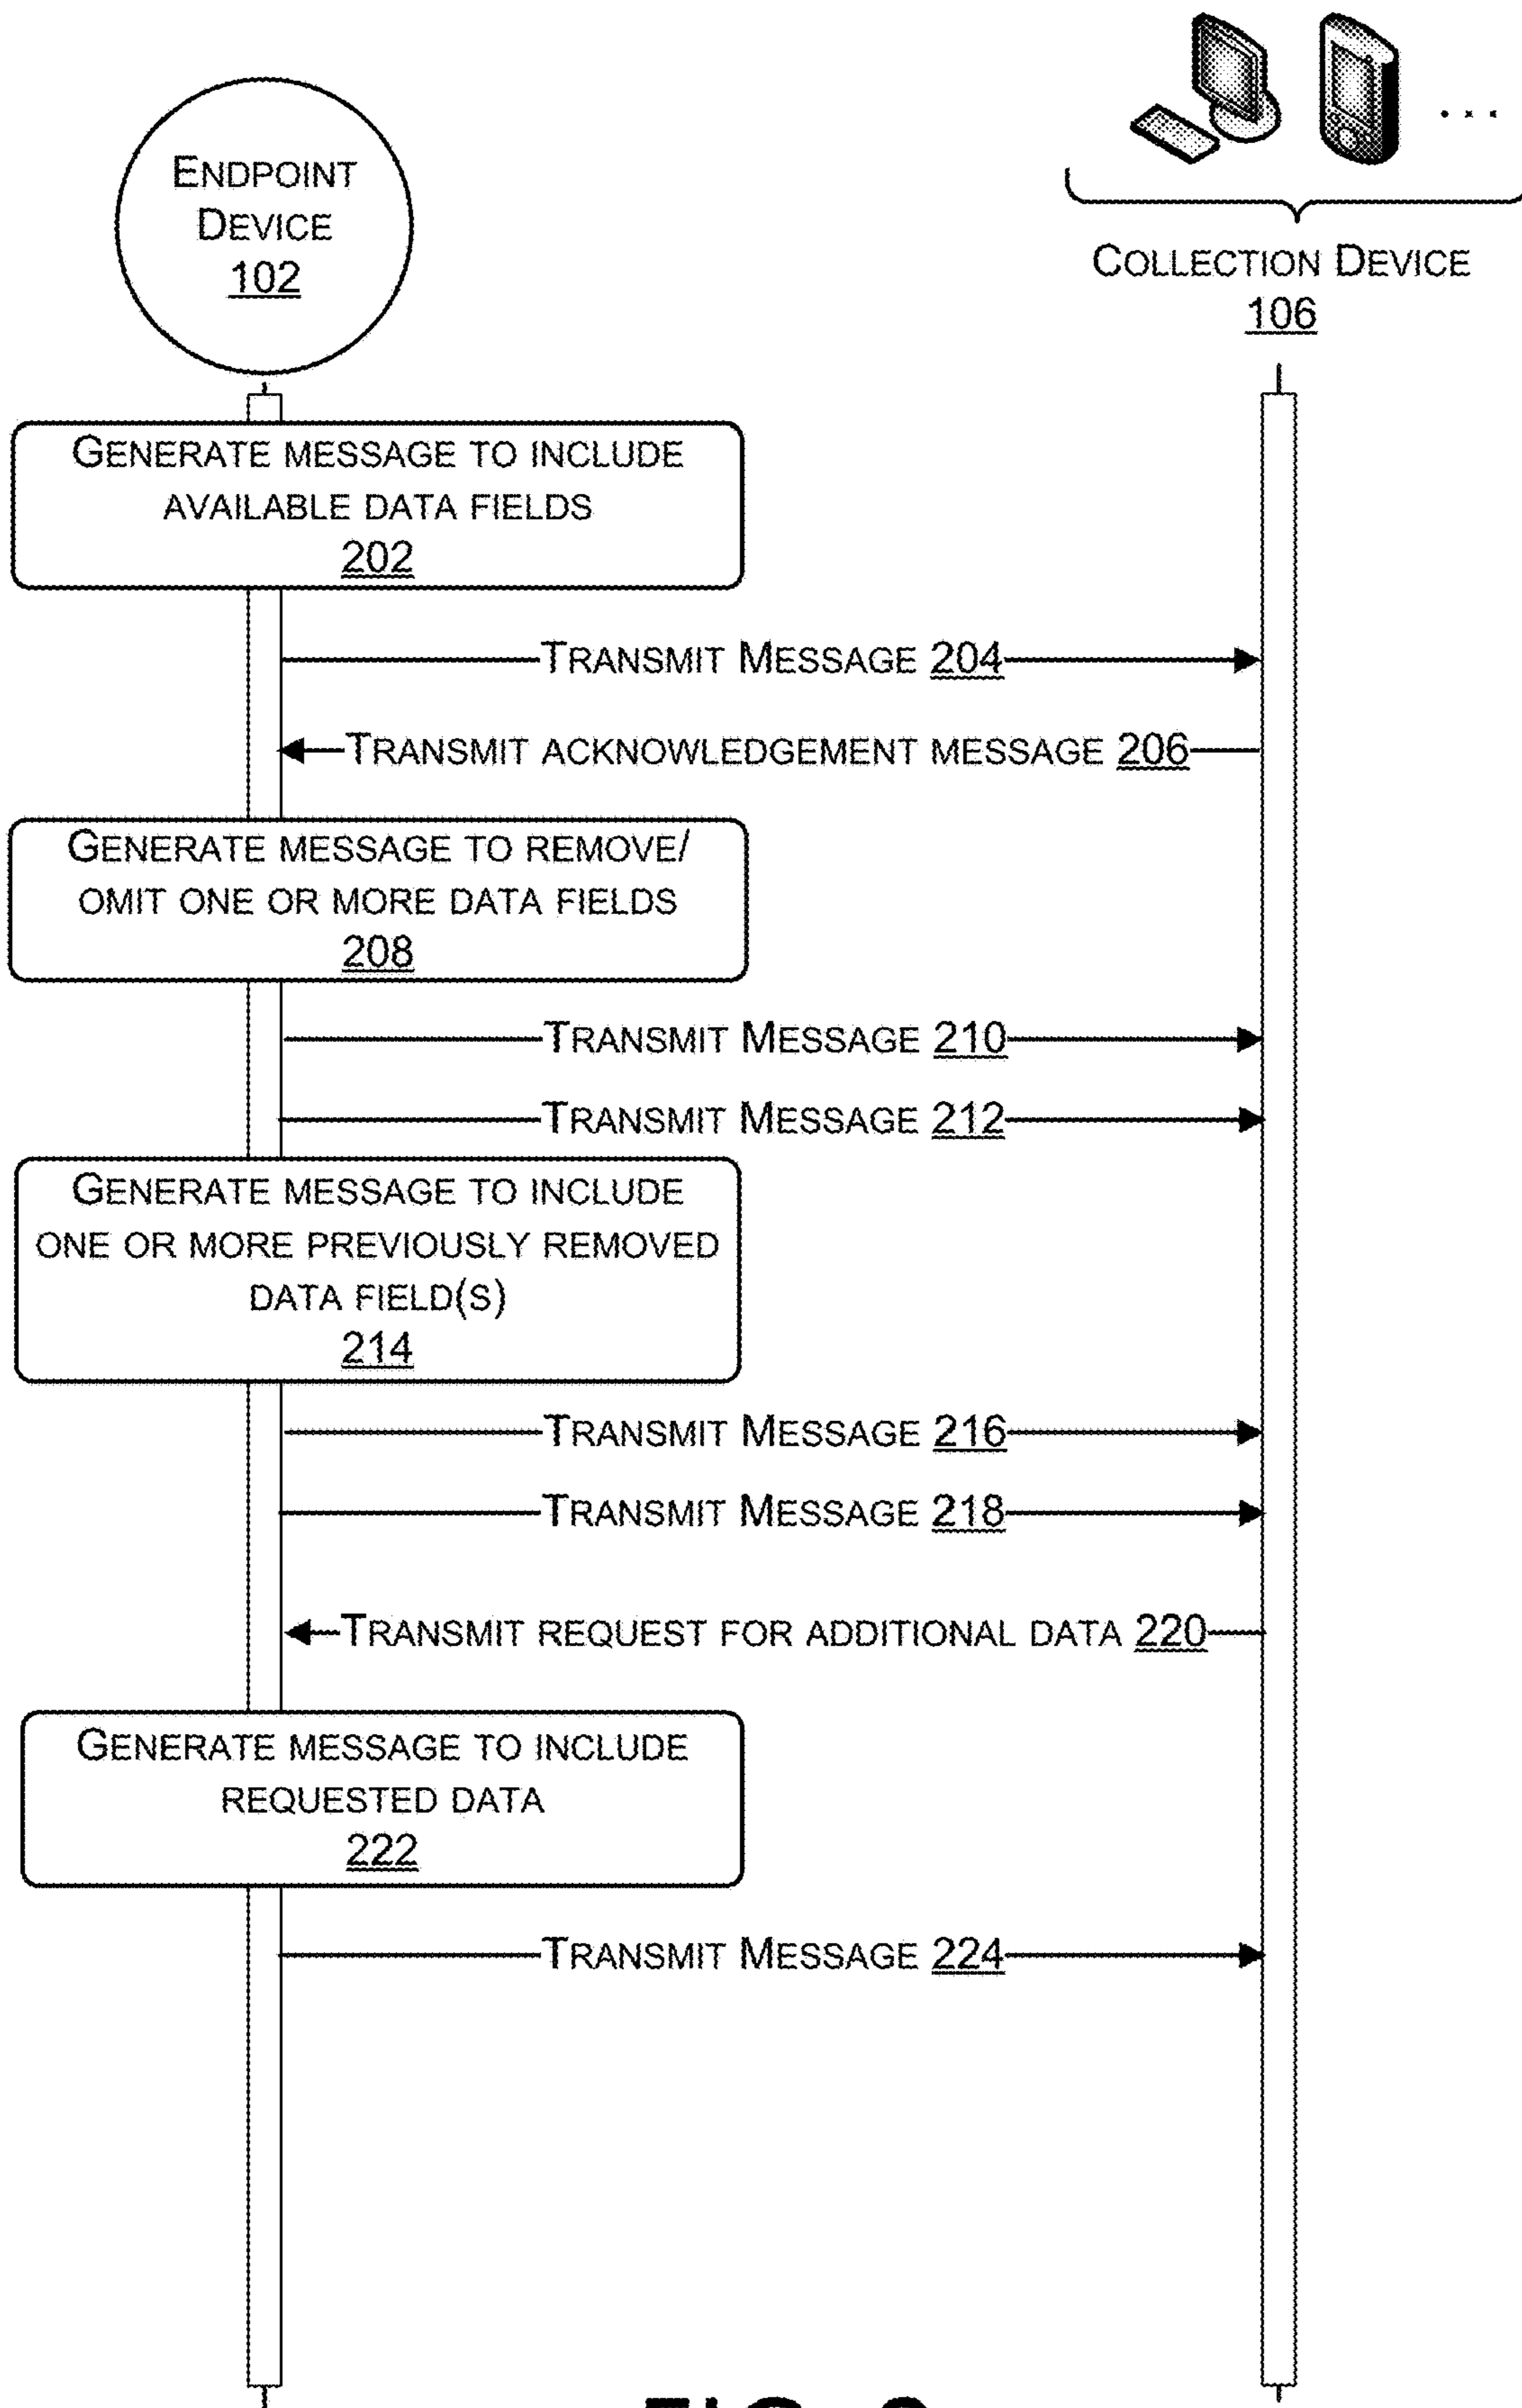 ENDPOINT
DEVICE
102
COLLECTION DEVICE
106
GENERATE MESSAGE TO INCLUDE
AVAILABLE DATA FIELDS
202
TRANSMIT MESSAGE 204
TRANSMIT ACKNOWLEDGEMENT MESSAGE 206
GENERATE MESSAGE TO REMOVE/
OMIT ONE OR MORE DATA FIELDS
208
TRANSMIT MESSAGE 210
TRANSMIT MESSAGE 212
GENERATE MESSAGE TO INCLUDE
ONE OR MORE PREVIOUSLY REMOVED
DATA FIELD(S)
214
TRANSMIT MESSAGE 216
TRANSMIT MESSAGE 218
TRANSMIT REQUEST FOR ADDITIONAL DATA 220
GENERATE MESSAGE TO INCLUDE
REQUESTED DATA
222
TRANSMIT MESSAGE 224